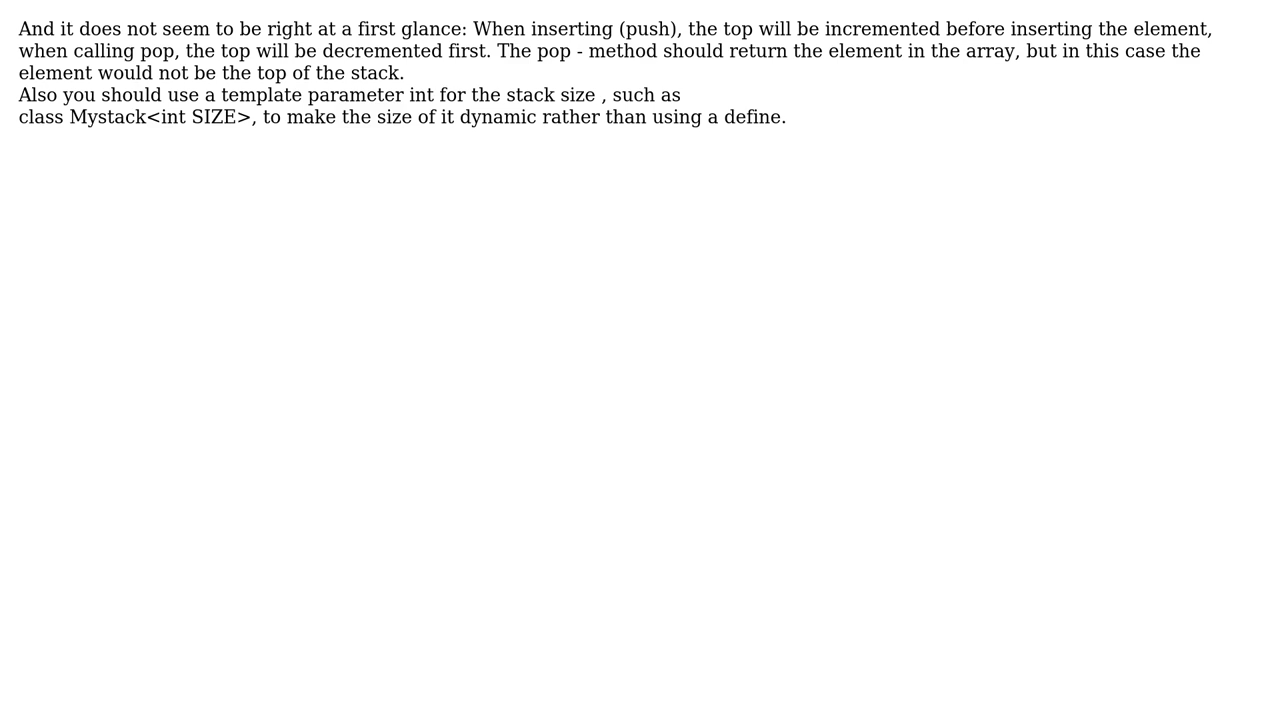 And it does not seem to be right at a first glance: When inserting (push), the top will be incremented before inserting the element,
when calling pop, the top will be decremented first. The pop - method should return the element in the array, but in this case the
element would not be the top of the stack.
Also you should use a template parameter int for the stack size , such as
class Mystack<int SIZE>, to make the size of it dynamic rather than using a define.